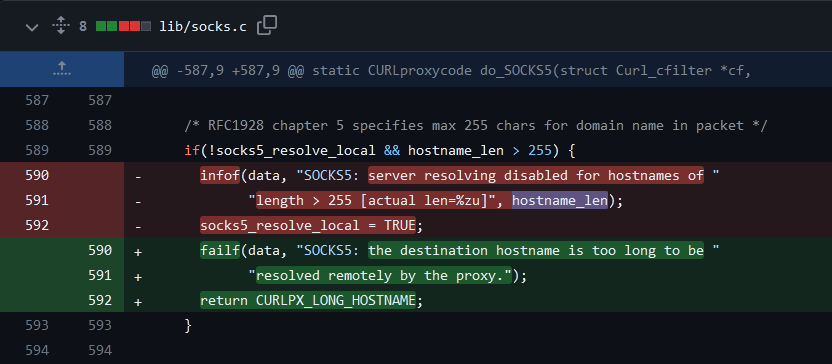 8 lib/socks.c
@@ -587,9 +587,9 @@ static CURLproxycode do_SOCKS5(struct Curl_cfilter *cf,
587 587
588 588 /* RFC1928 chapter 5 specifies max 255 chars for domain name in packet */
589 589 if(!socks5_resolve_local && hostname_len > 255) {
590 - infof(data, "SOCKS5: server resolving disabled for hostnames of "
591 - "length > 255 [actual len=%zu]", hostname_len);
592 - socks5_resolve_local = TRUE;
590 + failf(data, "SOCKS5: the destination hostname is too long to be "
591 + "resolved remotely by the proxy.");
592 + return CURLPX_LONG_HOSTNAME;
593 593 }
594 594